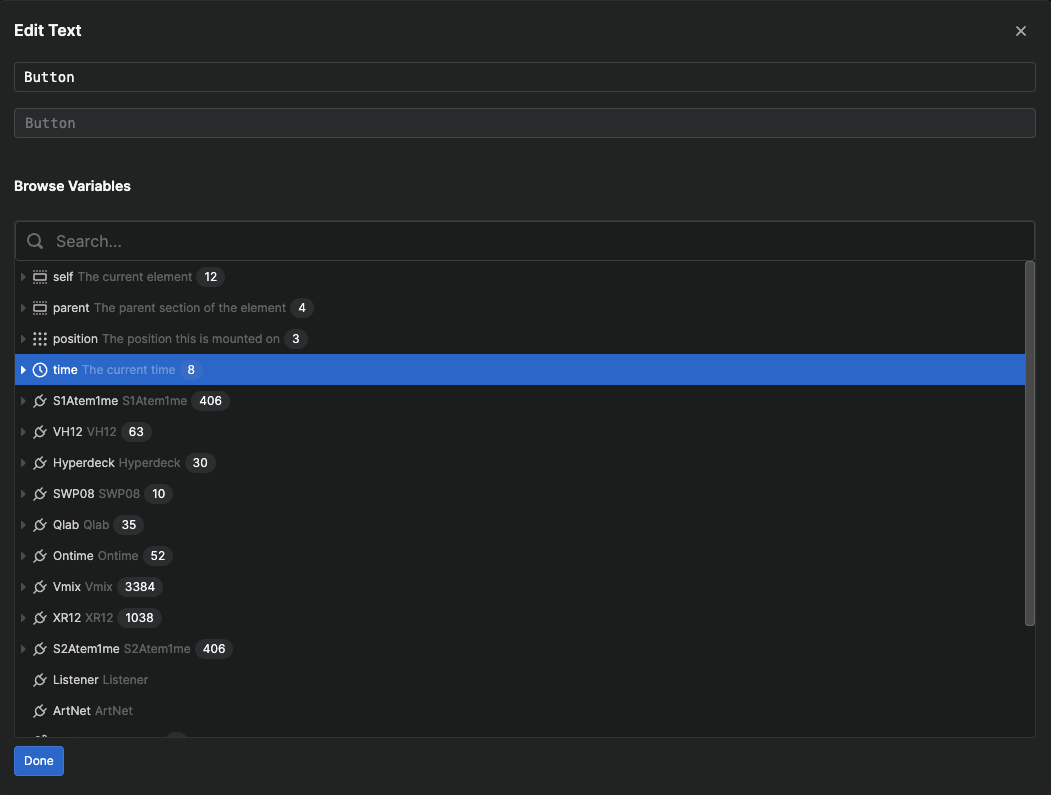 Edit Text
Button
Button
Browse Variables
Search...
self The current element 12
parent The parent section of the element 4
position The position this is mounted on 3
time The current time 8
S1Atem1me S1Atem1me 406
VH12 VH12 63
Hyperdeck Hyperdeck 30
SWP08 SWP08 10
Qlab Qlab 35
Ontime Ontime 52
Vmix Vmix 3384
XR12 XR12 1038
S2Atem1me S2Atem1me 406
Listener Listener
ArtNet ArtNet
Done